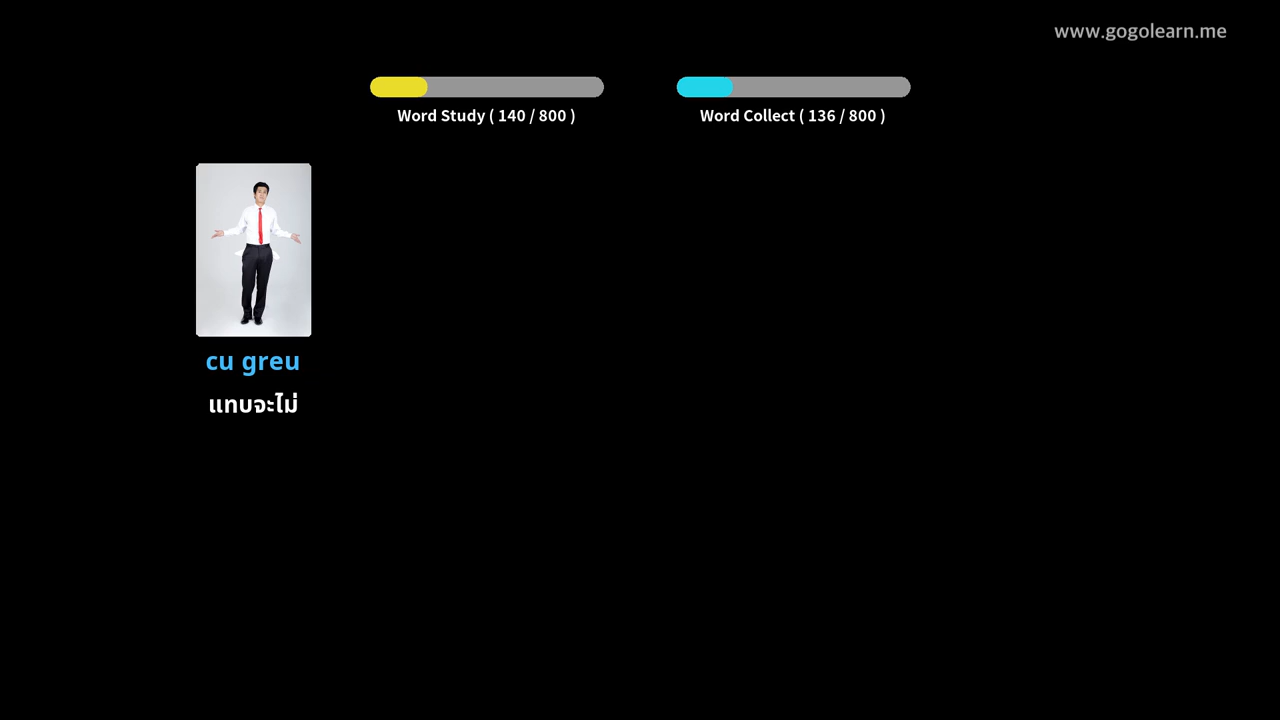 www.gogolearn.me
Word Study ( 140 / 800 )
Word Collect ( 136 / 800 )
cu greu
แทบจะไม่